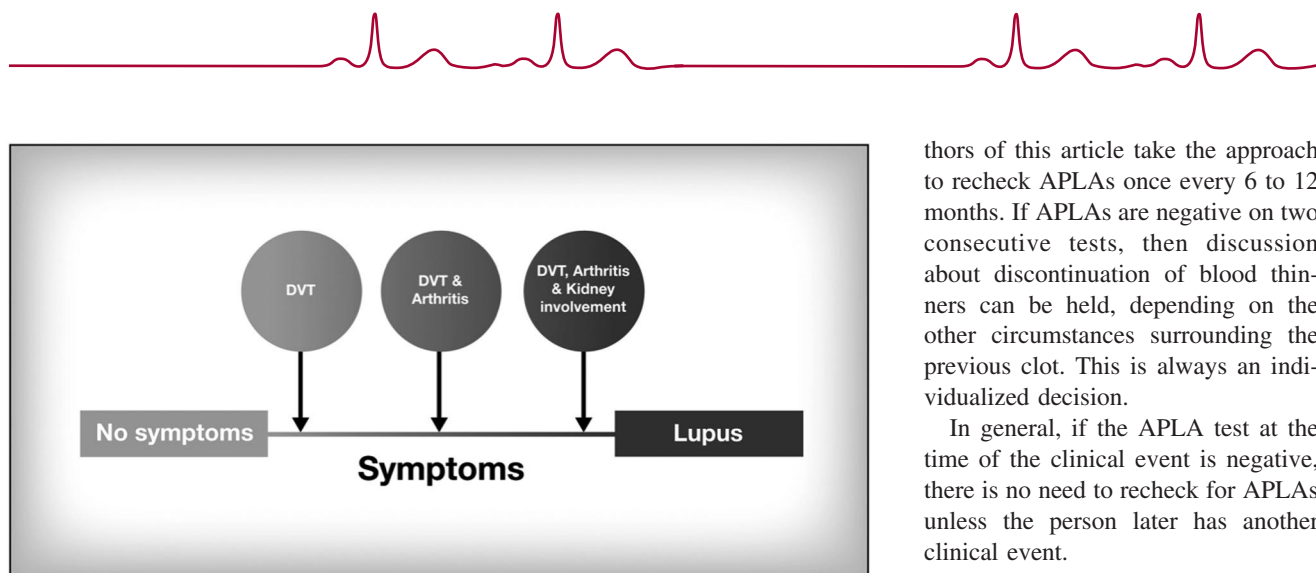 DVT
DVT &
Arthritis
DVT, Arthritis
& Kidney
involvement
No symptoms
Lupus
Symptoms
thors of this article take the approach
to recheck APLAs once every 6 to 12
months. If APLAs are negative on two
consecutive tests, then discussion
about discontinuation of blood thin-
ners can be held, depending on the
other circumstances surrounding the
previous clot. This is always an indi-
vidualized decision.
In general, if the APLA test at the
time of the clinical event is negative,
there is no need to recheck for APLAs
unless the person later has another
clinical event.